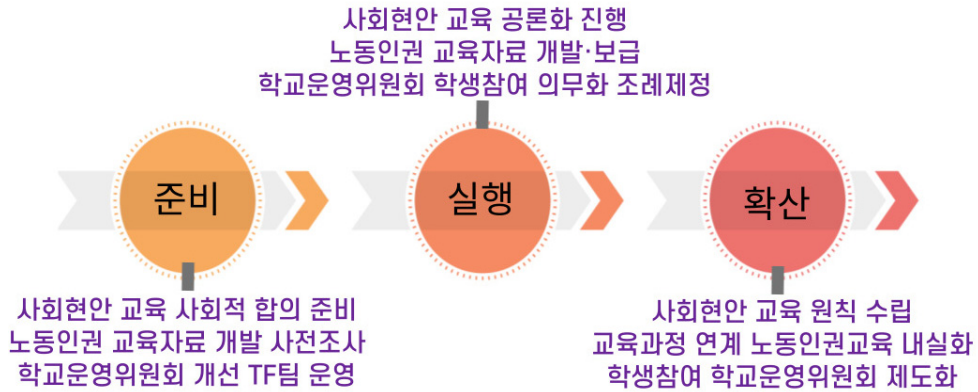 사회현안 교육 공론화 진행
노동인권 교육자료 개발·보급
학교운영위원회 학생참여 의무화 조례제정
준비
실행
확산
사회현안 교육 사회적 합의 준비
노동인권 교육자료 개발 사전조사
학교운영위원회 개선 TF팀 운영
사회현안 교육 원칙 수립
교육과정 연계 노동인권교육 내실화
학생참여 학교운영위원회 제도화